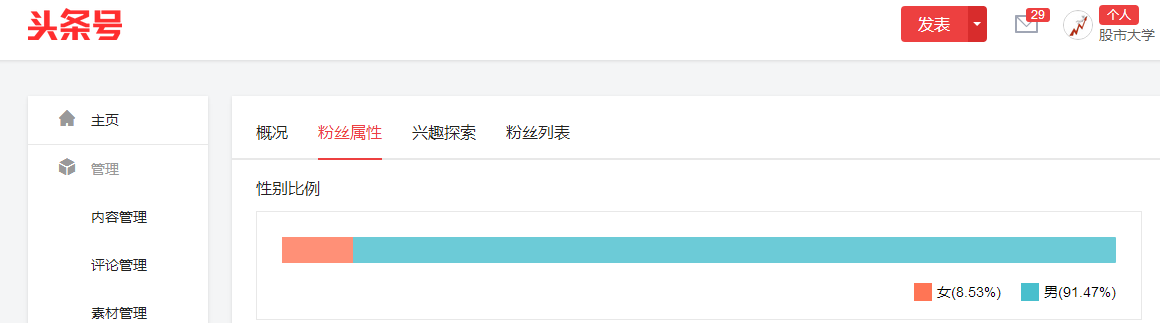 头条号
发表
29
个人
股市大学
主页
管理
内容管理
评论管理
素材管理
概况 粉丝属性 兴趣探索 粉丝列表
性别比例
女(8.53%) 男(91.47%)